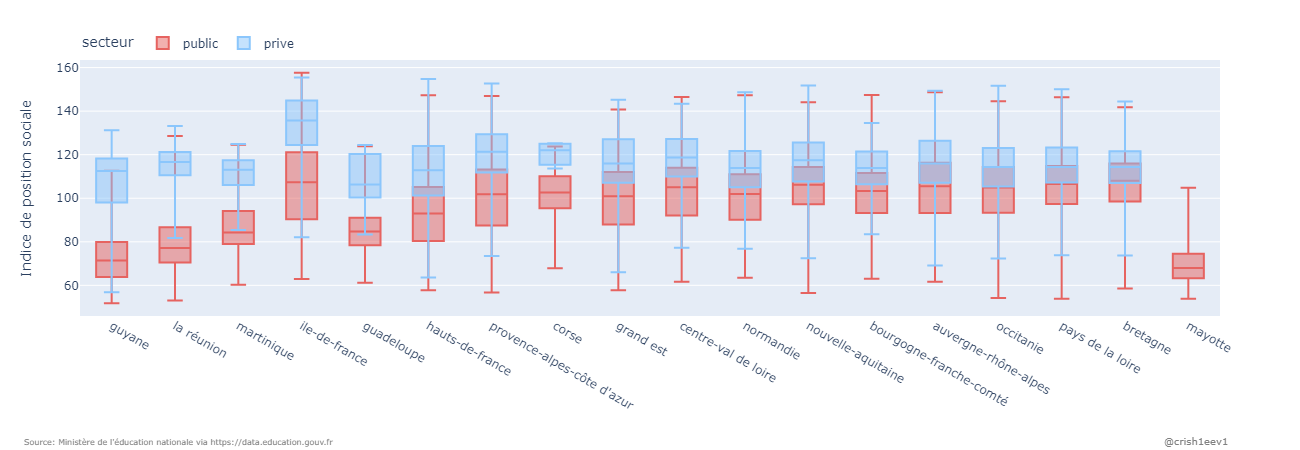 secteur public prive
160
140
120
100
80
60
Indice de position sociale
guyane
la réunion
martinique
ile-de-france
guadeloupe
hauts-de-france
provence-alpes-côte d'azur
corse
grand est
centre-val de loire
normandie
nouvelle-aquitaine
bourgogne-franche-comté
auvergne-rhône-alpes
occitanie
pays de la loire
bretagne
mayotte
Source: Ministère de l'éducation nationale via https://data.education.gouv.fr
@crish1eev1